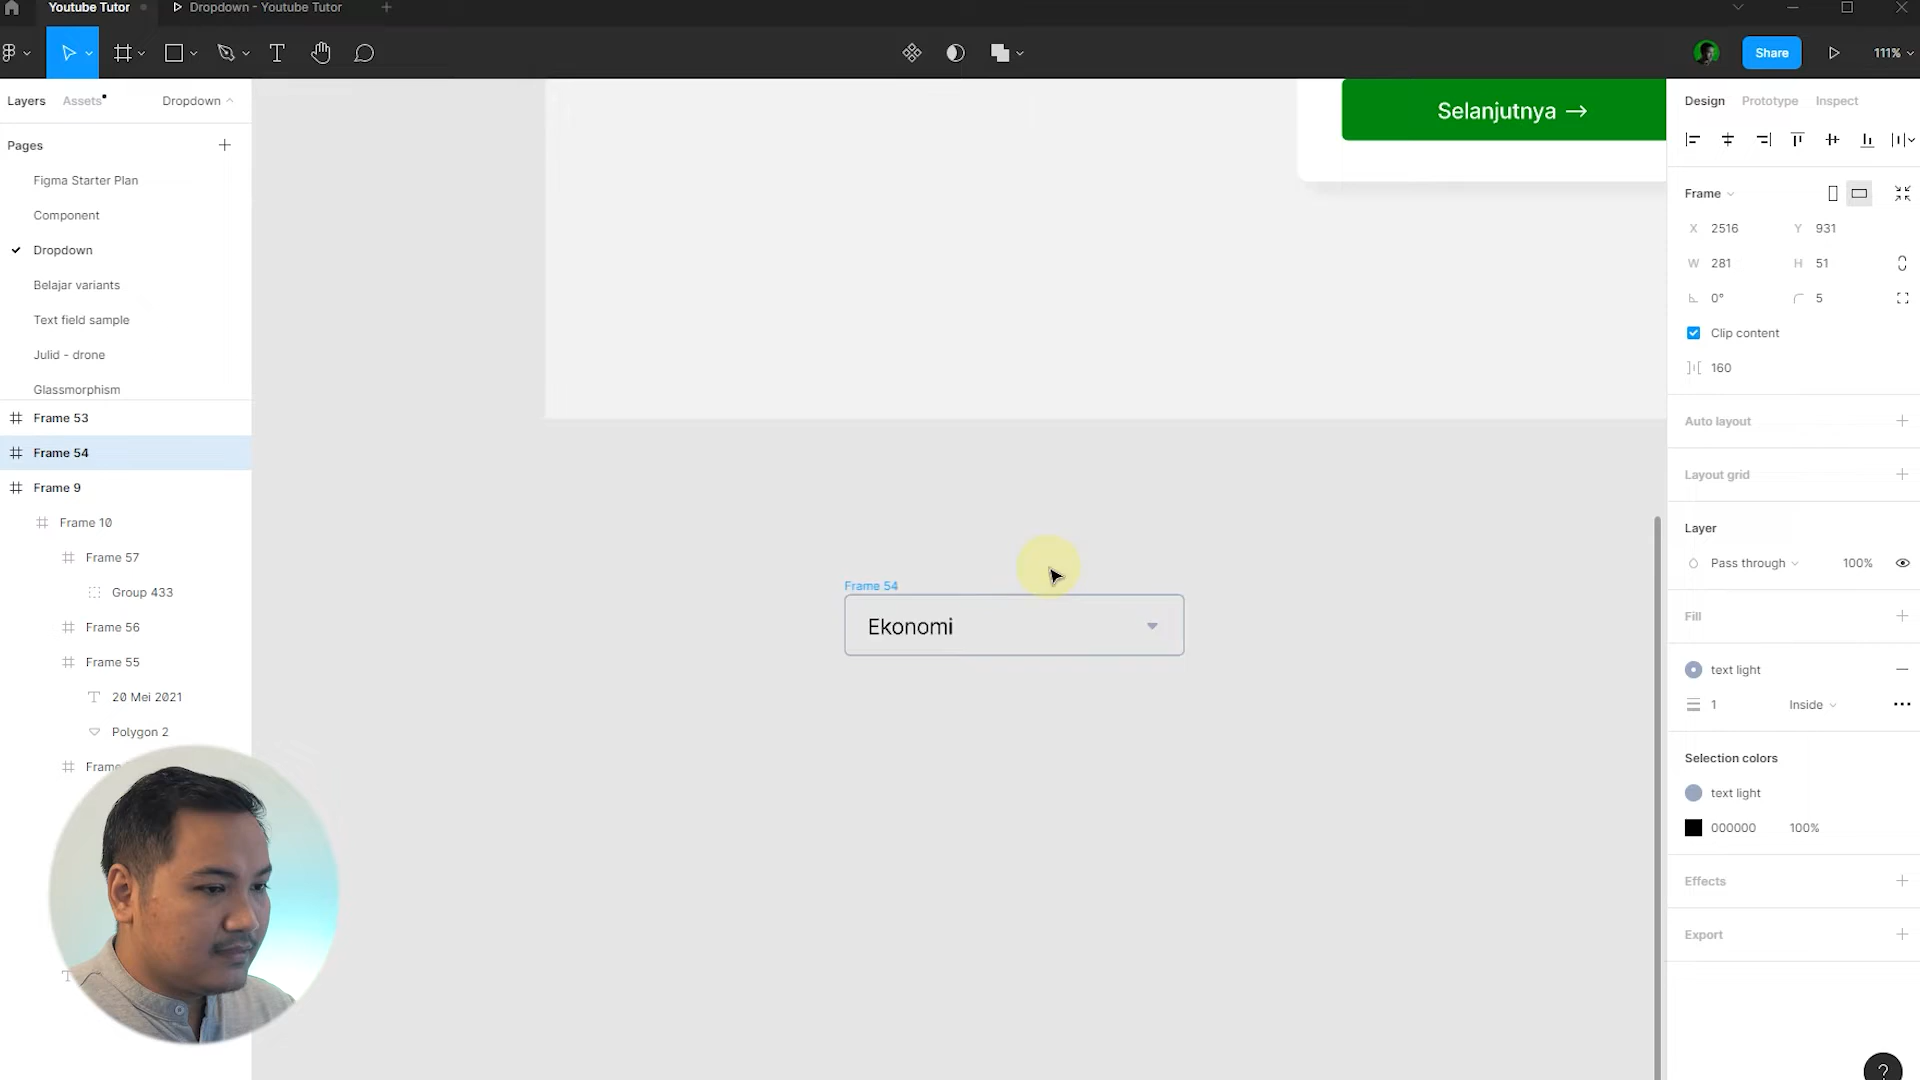 Youtube Tutor
Dropdown - Youtube Tutor
Share
111%
Layers
Assets
Dropdown
Pages
Figma Starter Plan
Component
Dropdown
Belajar variants
Text field sample
Julid - drone
Glassmorphism
Frame 53
Frame 54
Frame 9
Frame 10
Frame 57
Group 433
Frame 56
Frame 55
20 Mei 2021
Polygon 2
Frame
Selanjutnya →
Frame 54
Ekonomi
Design
Prototype
Inspect
Frame
X 2516
Y 931
W 281
H 51
0°
5
Clip content
160
Auto layout
Layout grid
Layer
Pass through
100%
Fill
text light
1
Inside
Selection colors
text light
000000
100%
Effects
Export
?